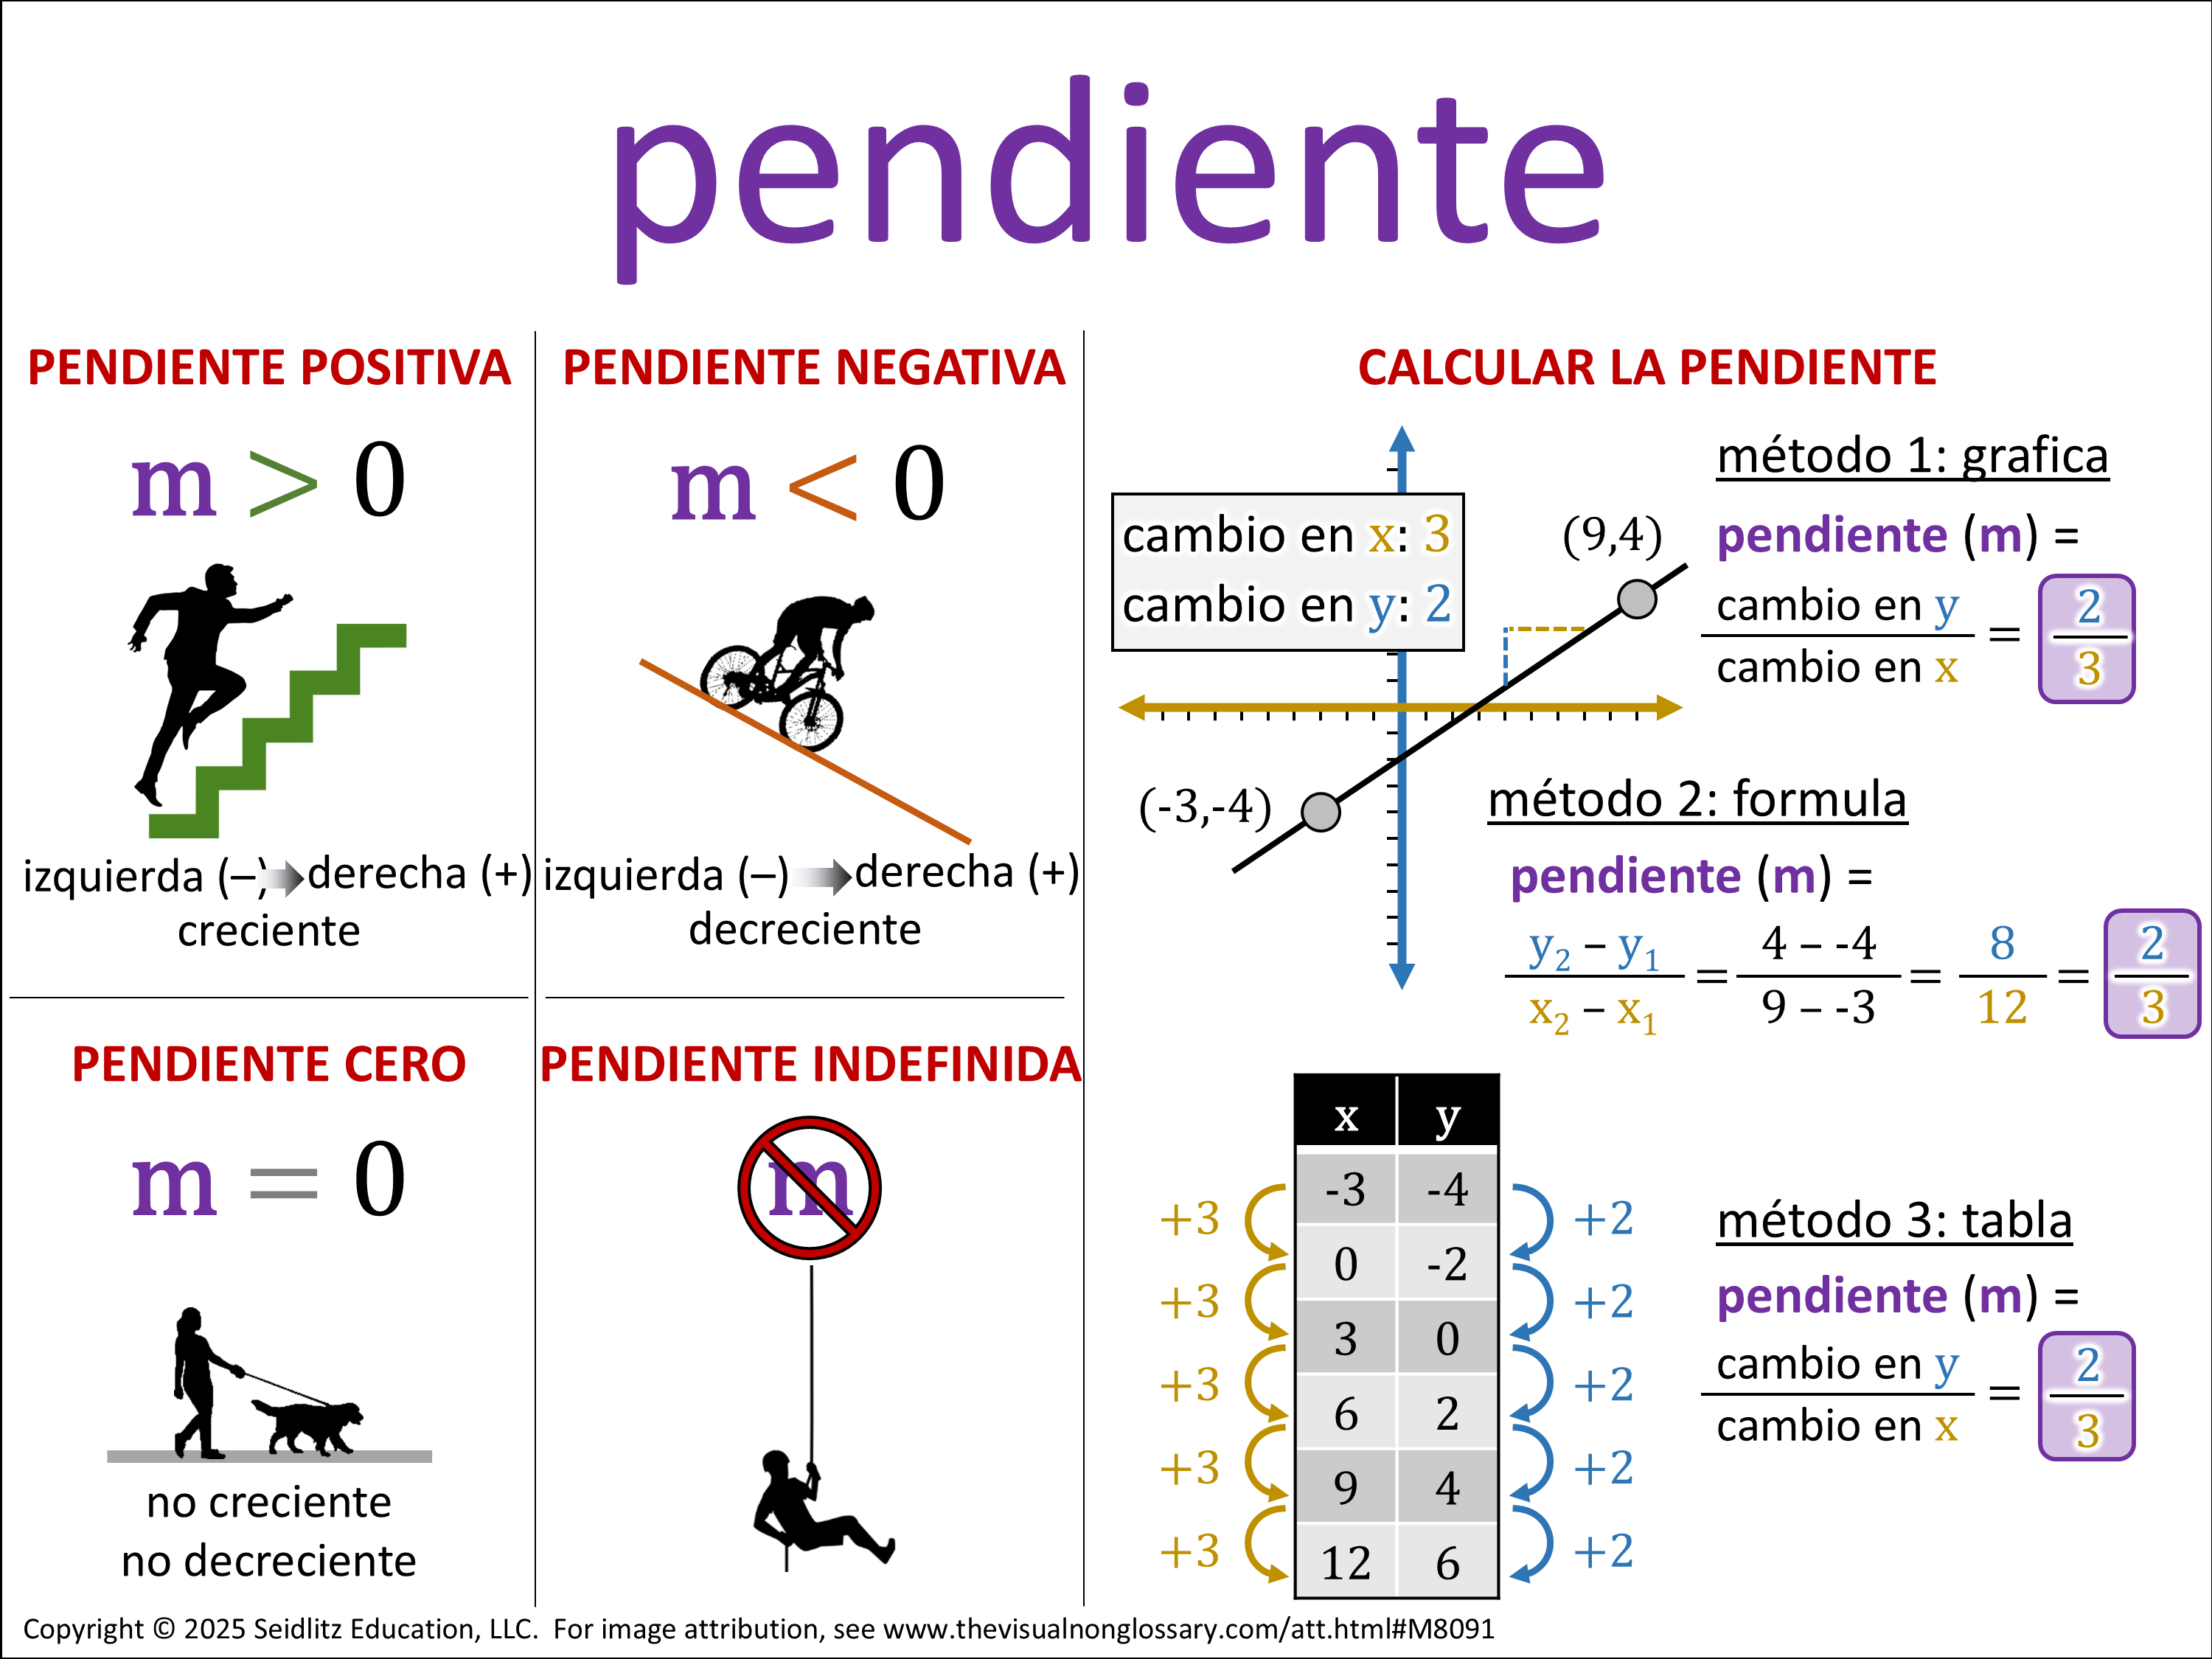 pendiente
PENDIENTE POSITIVA
m > 0
izquierda (–) derecha (+)
creciente
PENDIENTE NEGATIVA
m < 0
izquierda (–) derecha (+)
decreciente
PENDIENTE CERO
m = 0
no creciente
no decreciente
PENDIENTE INDEFINIDA
m
CALCULAR LA PENDIENTE
cambio en x: 3
cambio en y: 2
(9,4)
(-3,-4)
método 1: grafica
pendiente (m) =
cambio en y
cambio en x
=
2
3
método 2: formula
pendiente (m) =
y₂ – y₁
x₂ – x₁
=
4 – -4
9 – -3
=
8
12
=
2
3
x y
-3 -4
0 -2
3 0
6 2
9 4
12 6
+3 +2
+3 +2
+3 +2
+3 +2
+3 +2
método 3: tabla
pendiente (m) =
cambio en y
cambio en x
=
2
3
Copyright © 2025 Seidlitz Education, LLC. For image attribution, see www.thevisualnonglossary.com/att.html#M8091